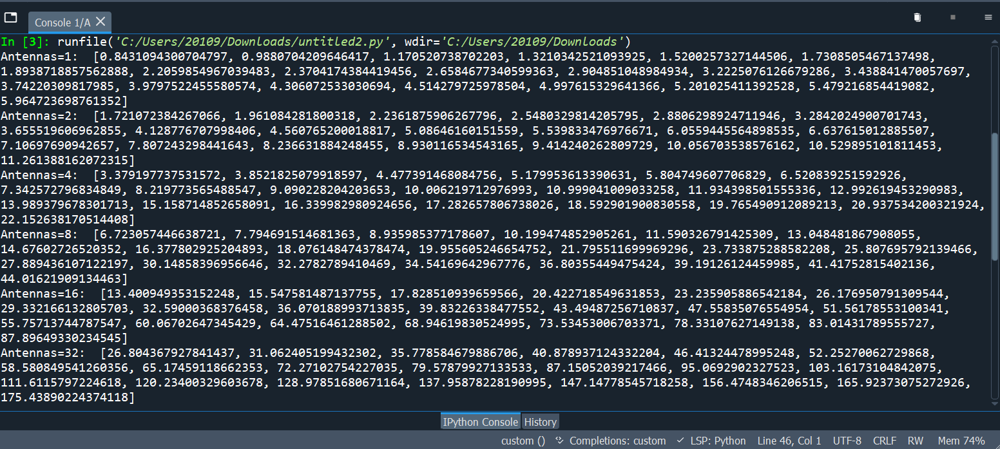 Console 1/A
In [3]: runfile('C:/Users/20109/Downloads/untitled2.py', wdir='C:/Users/20109/Downloads')
Antennas=1:  [0.8431094300704797, 0.9880704209646417, 1.170520738702203, 1.3210342521093925, 1.5200257327144506, 1.7308505467137498,
1.8938718857562888, 2.2059854967039483, 2.3704174384419456, 2.6584677340599363, 2.904851048984934, 3.2225076126679286, 3.438841470057697,
3.74220309817985, 3.9797522455580574, 4.306072533030694, 4.514279725978504, 4.997615329641366, 5.201025411392528, 5.479216854419082,
5.964723698761352]
Antennas=2:  [1.721072384267066, 1.961084281800318, 2.2361875906267796, 2.5480329814205795, 2.8806298924711946, 3.2842024900701743,
3.655519606962855, 4.128776707998406, 4.560765200018817, 5.08646160151559, 5.539833476976671, 6.0559445564898535, 6.637615012885507,
7.10697690942657, 7.807243298441643, 8.236631884248455, 8.930116534543165, 9.414240262809729, 10.056703538576162, 10.529895101811453,
11.261388162072315]
Antennas=4:  [3.379197737531572, 3.8521825079918597, 4.477391468084756, 5.179953613390631, 5.804749607706829, 6.520839251592926,
7.342572796834849, 8.219773565488547, 9.090228204203653, 10.006219712976993, 10.999041009033258, 11.934398501555336, 12.992619453290983,
13.989379678301713, 15.158714852658091, 16.339982980924656, 17.282657806738026, 18.592901900830558, 19.765490912089213, 20.937534200321924,
22.152638170514408]
Antennas=8:  [6.723057446638721, 7.794691514681363, 8.935985377178607, 10.199474852905261, 11.590326791425309, 13.048481867908055,
14.67602726520352, 16.377802925204893, 18.076148474378474, 19.955605246654752, 21.795511699969296, 23.733875288582208, 25.807695792139466,
27.889436107122197, 30.14858396956646, 32.2782789410469, 34.54169642967776, 36.80355449475424, 39.19126124459985, 41.41752815402136,
44.01621909134463]
Antennas=16:  [13.400949353152248, 15.547581487137755, 17.828510939659566, 20.422718549631853, 23.235905886542184, 26.176950791309544,
29.332166132805703, 32.59000368376458, 36.070188993713835, 39.83226338477552, 43.49487256710837, 47.55835076554954, 51.56178553100341,
55.75713744787547, 60.06702647345429, 64.47516461288502, 68.94619830524995, 73.53453006703371, 78.33107627149138, 83.01431789555727,
87.89649330234545]
Antennas=32:  [26.804367927841437, 31.062405199432302, 35.778584679886706, 40.878937124332204, 46.41324478995248, 52.25270062729868,
58.580849541260356, 65.17459118662353, 72.27102754227035, 79.57879927133533, 87.15052039217466, 95.0692902327523, 103.16173104842075,
111.6115797224618, 120.23400329603678, 128.97851680671164, 137.95878228190995, 147.14778545718258, 156.4748346206515, 165.92373075272926,
175.43890224374118]
IPython Console History
custom () Completions: custom LSP: Python Line 46, Col 1 UTF-8 CRLF RW Mem 74%